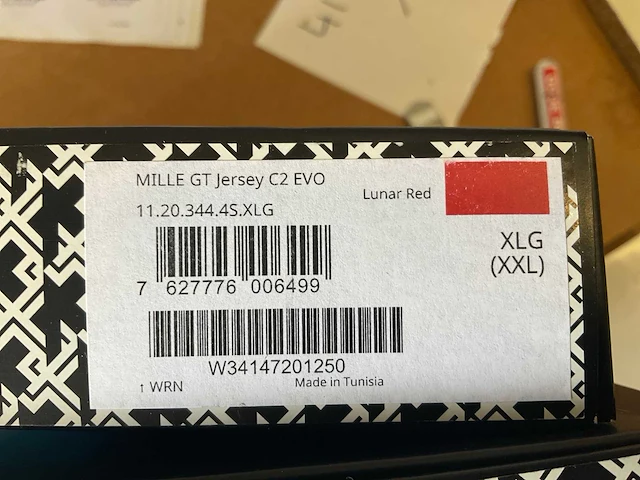 41
MILLE GT Jersey C2 EVO
Lunar Red
11.20.344.4S.XLG
XLG
(XXL)
7 627776 006499
W34147201250
↑ WRN
Made in Tunisia